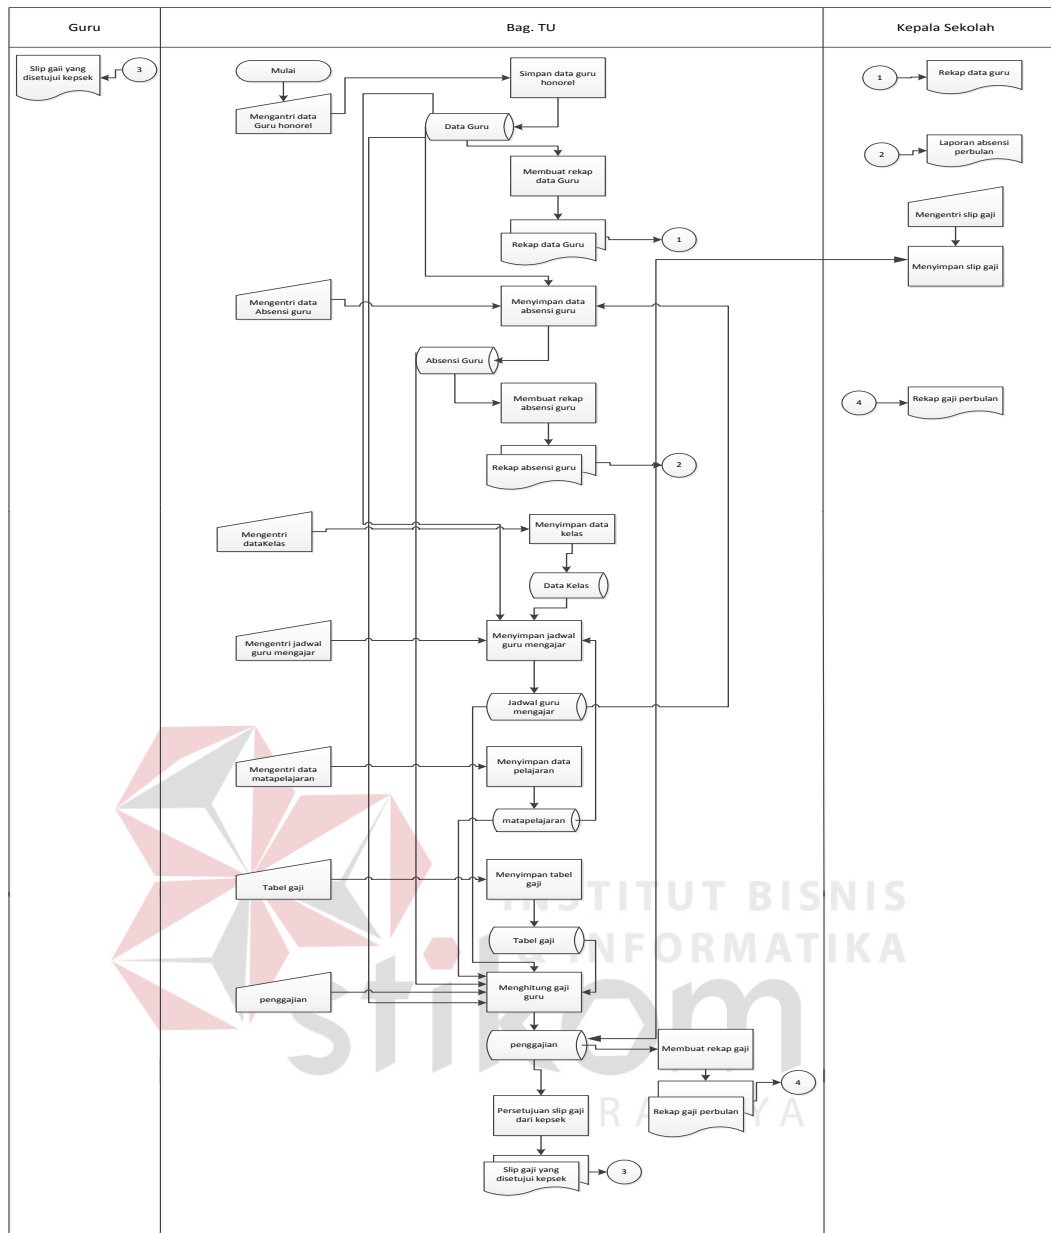 Guru
Bag. TU
Kepala Sekolah
Slip gaii yang
disetujui kepsek
3
Mulai
Mengantri data
Guru honorel
Simpan data guru
honorel
Data Guru
Membuat rekap
data Guru
Rekap data Guru
1
Mengentri data
Absensi guru
Menyimpan data
absensi guru
Absensi Guru
Membuat rekap
absensi guru
Rekap absensi guru
2
Mengentri
dataKelas
Menyimpan data
kelas
Data Kelas
Mengentri jadwal
guru mengajar
Menyimpan jadwal
guru mengajar
Jadwal guru
mengajar
Mengentri data
matapelajaran
Menyimpan data
pelajaran
matapelajaran
Tabel gaji
Menyimpan tabel
gaji
Tabel gaji
penggajian
Menghitung gaji
guru
penggajian
Membuat rekap gaji
Rekap gaji perbulan
4
Persetujuan slip gaji
dari kepsek
Slip gaji yang
disetujui kepsek
3
1
Rekap data guru
2
Laporan absensi
perbulan
Mengentri slip gaji
Menyimpan slip gaji
4
Rekap gaji perbulan
INSTITUT BISNIS
& INFORMATIKA
stikom